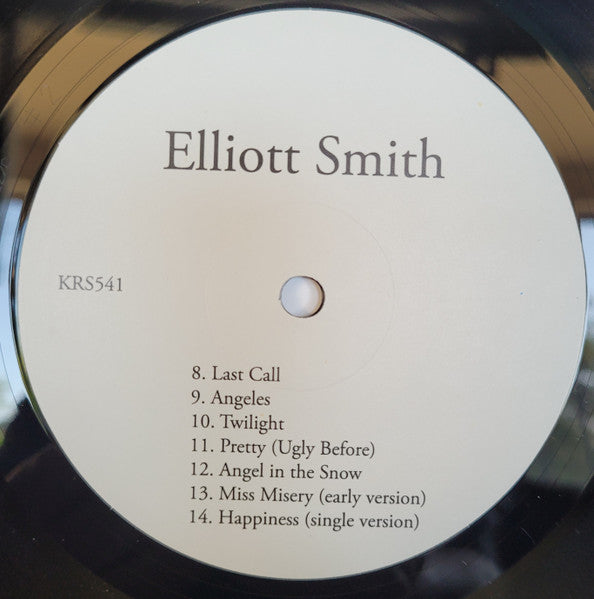 Elliott Smith
KRS541
8. Last Call
9. Angeles
10. Twilight
11. Pretty (Ugly Before)
12. Angel in the Snow
13. Miss Misery (early version)
14. Happiness (single version)